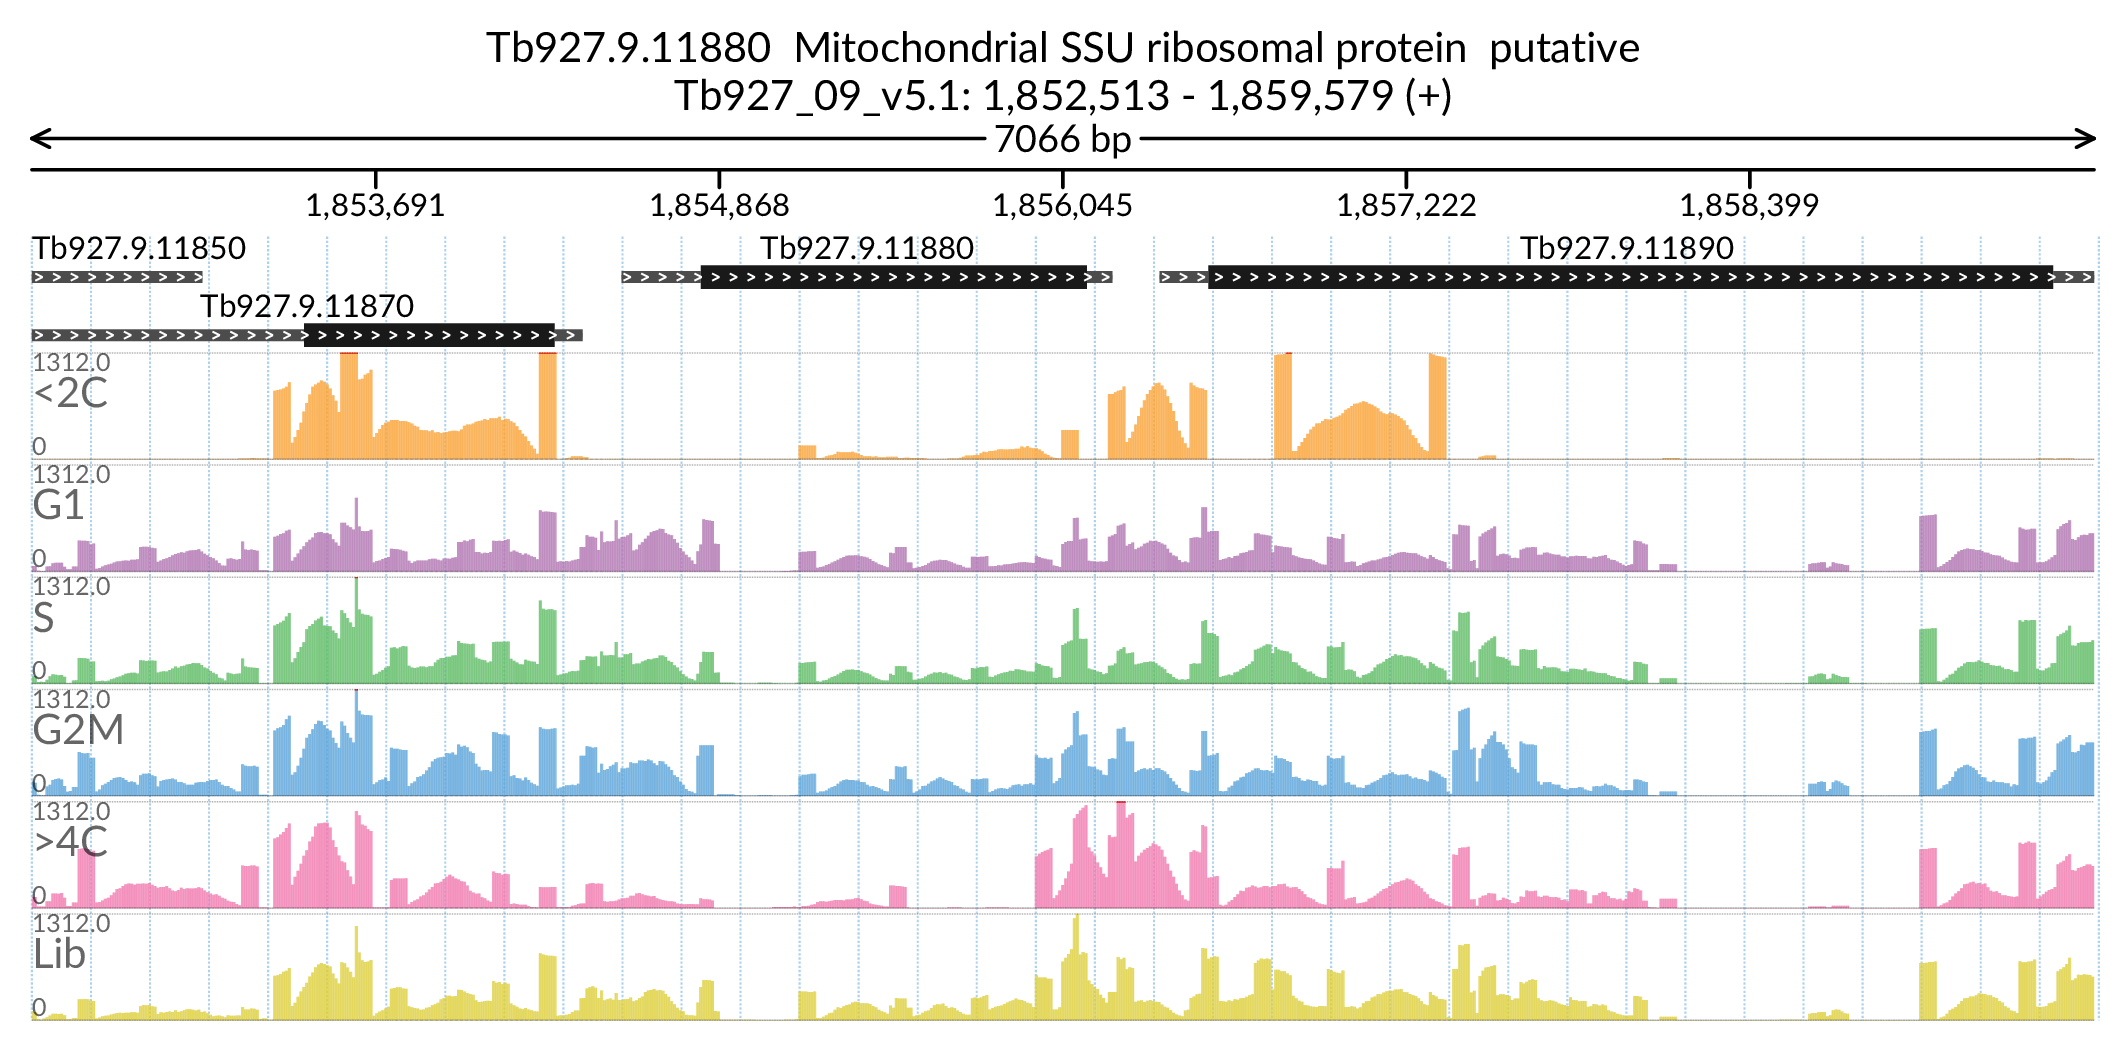 Tb927.9.11880  Mitochondrial SSU ribosomal protein  putative
Tb927_09_v5.1: 1,852,513 - 1,859,579 (+)
7066 bp
1,853,691 1,854,868 1,856,045 1,857,222 1,858,399
Tb927.9.11850 Tb927.9.11880 Tb927.9.11890
Tb927.9.11870
1312.0
<2C
0
1312.0
G1
0
1312.0
S
0
1312.0
G2M
0
1312.0
>4C
0
1312.0
Lib
0